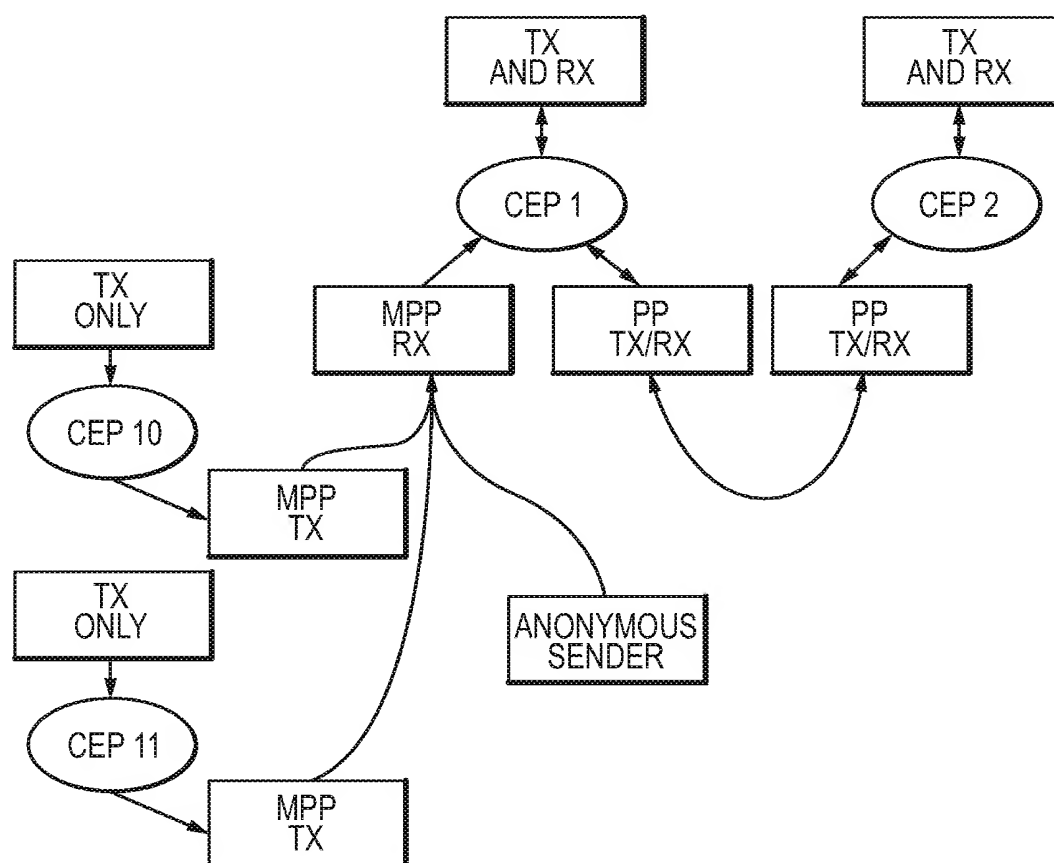 TX
AND RX
TX
AND RX
CEP 1
CEP 2
TX
ONLY
MPP
RX
PP
TX/RX
PP
TX/RX
CEP 10
MPP
TX
TX
ONLY
ANONYMOUS
SENDER
CEP 11
MPP
TX